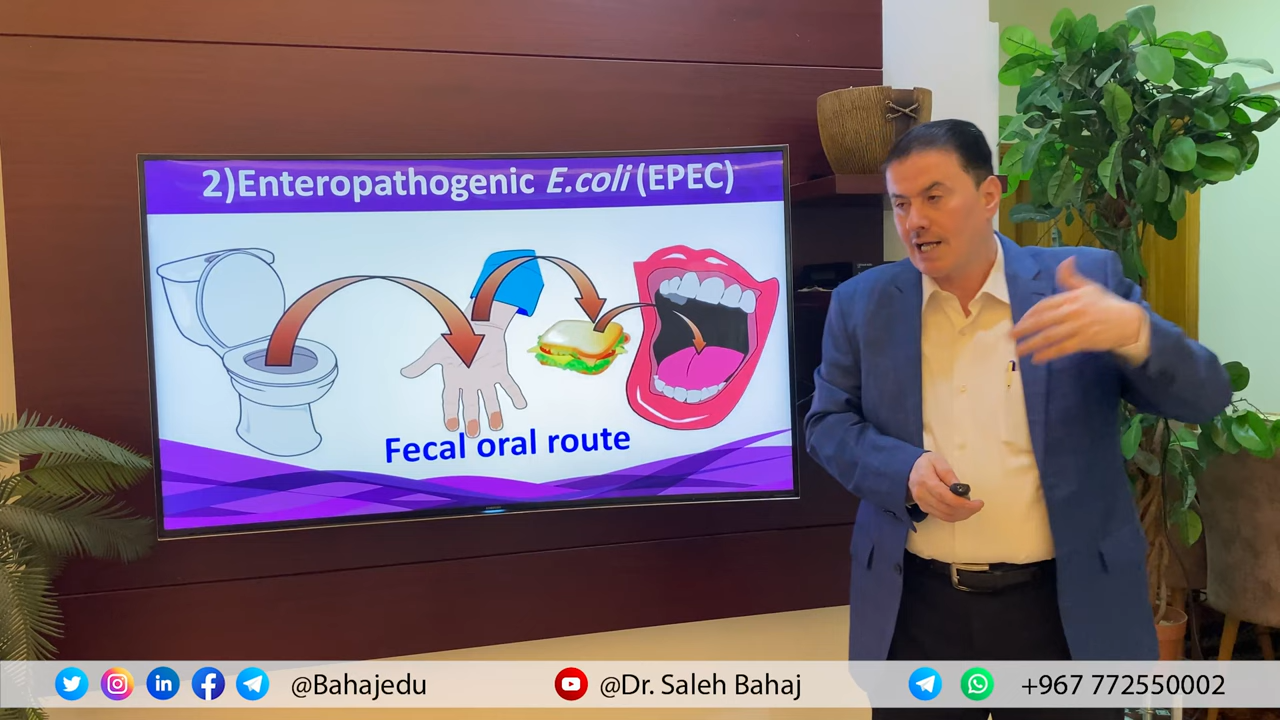 2)Enteropathogenic E.coli (EPEC)
Fecal oral route
@Bahajedu
@Dr. Saleh Bahaj
+967 772550002